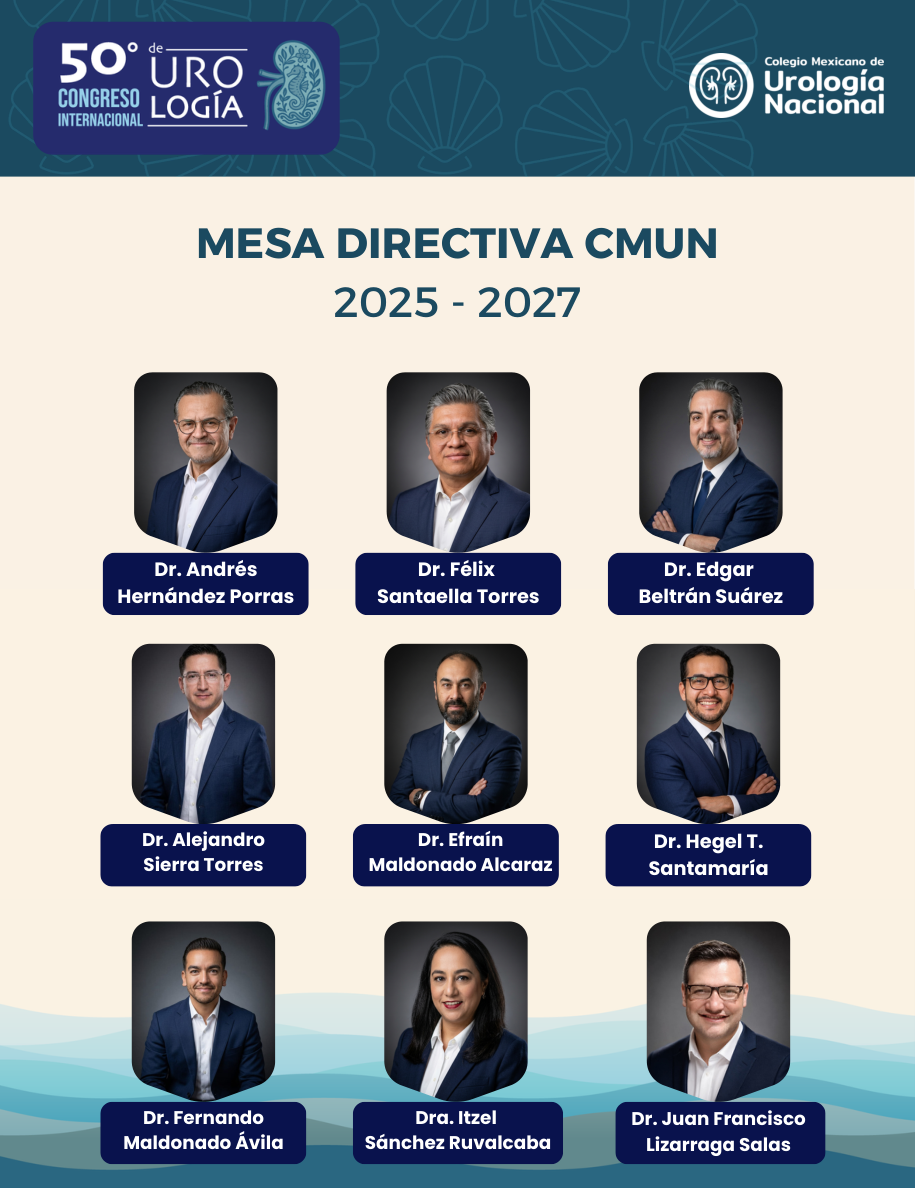 50° de
URO
CONGRESO LOGÍA
INTERNACIONAL
Colegio Mexicano de
Urología
Nacional
MESA DIRECTIVA CMUN
2025 - 2027
Dr. Andrés
Hernández Porras
Dr. Félix
Santaella Torres
Dr. Edgar
Beltrán Suárez
Dr. Alejandro
Sierra Torres
Dr. Efraín
Maldonado Alcaraz
Dr. Hegel T.
Santamaría
Dr. Fernando
Maldonado Ávila
Dra. Itzel
Sánchez Ruvalcaba
Dr. Juan Francisco
Lizarraga Salas